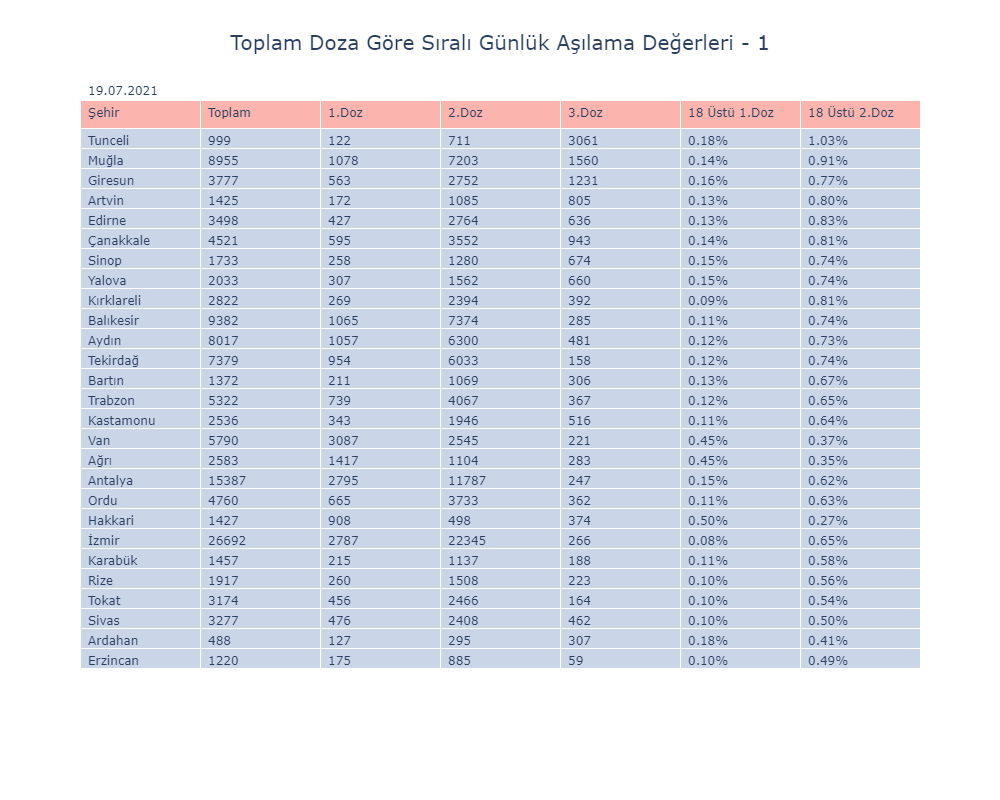 Toplam Doza Göre Sıralı Günlük Aşılama Değerleri - 1
19.07.2021
Şehir Toplam 1.Doz 2.Doz 3.Doz 18 Üstü 1.Doz 18 Üstü 2.Doz
Tunceli 999 122 711 3061 0.18% 1.03%
Muğla 8955 1078 7203 1560 0.14% 0.91%
Giresun 3777 563 2752 1231 0.16% 0.77%
Artvin 1425 172 1085 805 0.13% 0.80%
Edirne 3498 427 2764 636 0.13% 0.83%
Çanakkale 4521 595 3552 943 0.14% 0.81%
Sinop 1733 258 1280 674 0.15% 0.74%
Yalova 2033 307 1562 660 0.15% 0.74%
Kırklareli 2822 269 2394 392 0.09% 0.81%
Balıkesir 9382 1065 7374 285 0.11% 0.74%
Aydın 8017 1057 6300 481 0.12% 0.73%
Tekirdağ 7379 954 6033 158 0.12% 0.74%
Bartın 1372 211 1069 306 0.13% 0.67%
Trabzon 5322 739 4067 367 0.12% 0.65%
Kastamonu 2536 343 1946 516 0.11% 0.64%
Van 5790 3087 2545 221 0.45% 0.37%
Ağrı 2583 1417 1104 283 0.45% 0.35%
Antalya 15387 2795 11787 247 0.15% 0.62%
Ordu 4760 665 3733 362 0.11% 0.63%
Hakkari 1427 908 498 374 0.50% 0.27%
İzmir 26692 2787 22345 266 0.08% 0.65%
Karabük 1457 215 1137 188 0.11% 0.58%
Rize 1917 260 1508 223 0.10% 0.56%
Tokat 3174 456 2466 164 0.10% 0.54%
Sivas 3277 476 2408 462 0.10% 0.50%
Ardahan 488 127 295 307 0.18% 0.41%
Erzincan 1220 175 885 59 0.10% 0.49%